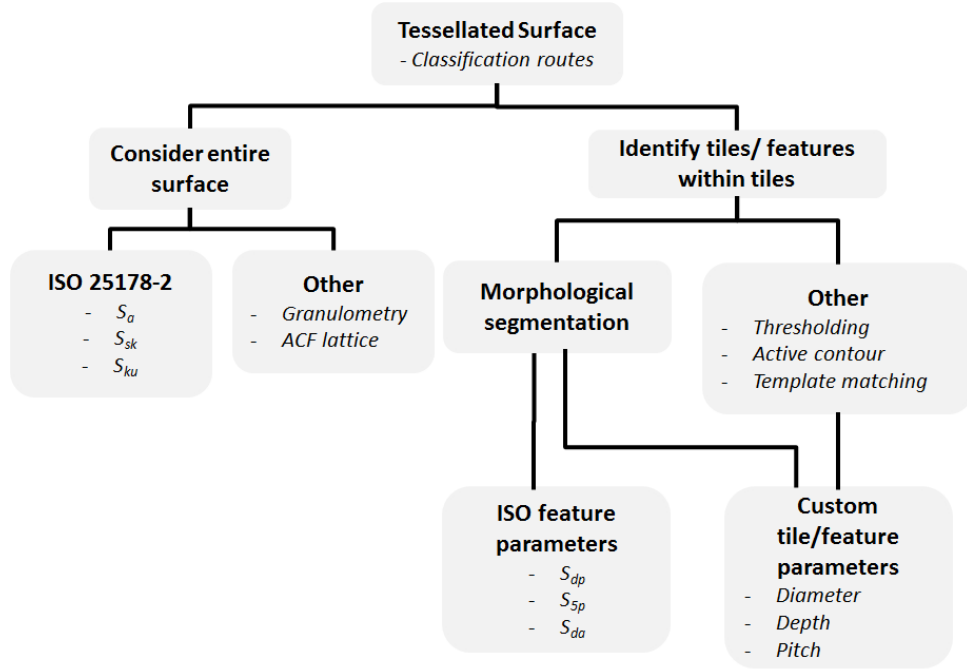 Tessellated Surface
- Classification routes
Consider entire
surface
Identify tiles/ features
within tiles
ISO 25178-2
- Sa
- Ssk
- Sku
Other
- Granulometry
- ACF lattice
Morphological
segmentation
Other
- Thresholding
- Active contour
- Template matching
ISO feature
parameters
- Sdp
- S5p
- Sda
Custom
tile/feature
parameters
- Diameter
- Depth
- Pitch